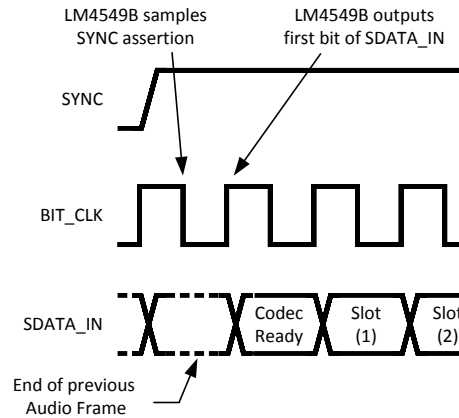 LM4549B samples
SYNC assertion
LM4549B outputs
first bit of SDATA_IN
SYNC
BIT_CLK
SDATA_IN
Codec
Ready
Slot
(1)
Slot
(2)
End of previous
Audio Frame